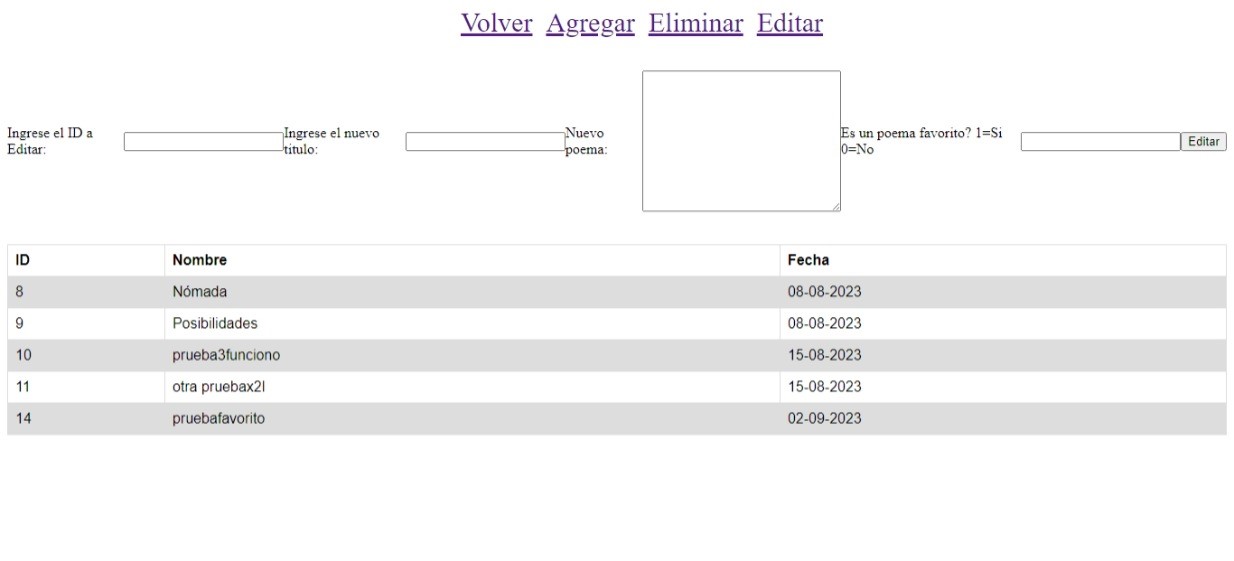 Volver Agregar Eliminar Editar
Ingrese el ID a
Editar:
Ingrese el nuevo
titulo:
Nuevo
poema:
Es un poema favorito? 1=Si
0=No
Editar
ID Nombre Fecha
8 Nómada 08-08-2023
9 Posibilidades 08-08-2023
10 prueba3funciono 15-08-2023
11 otra pruebax2l 15-08-2023
14 pruebafavorito 02-09-2023